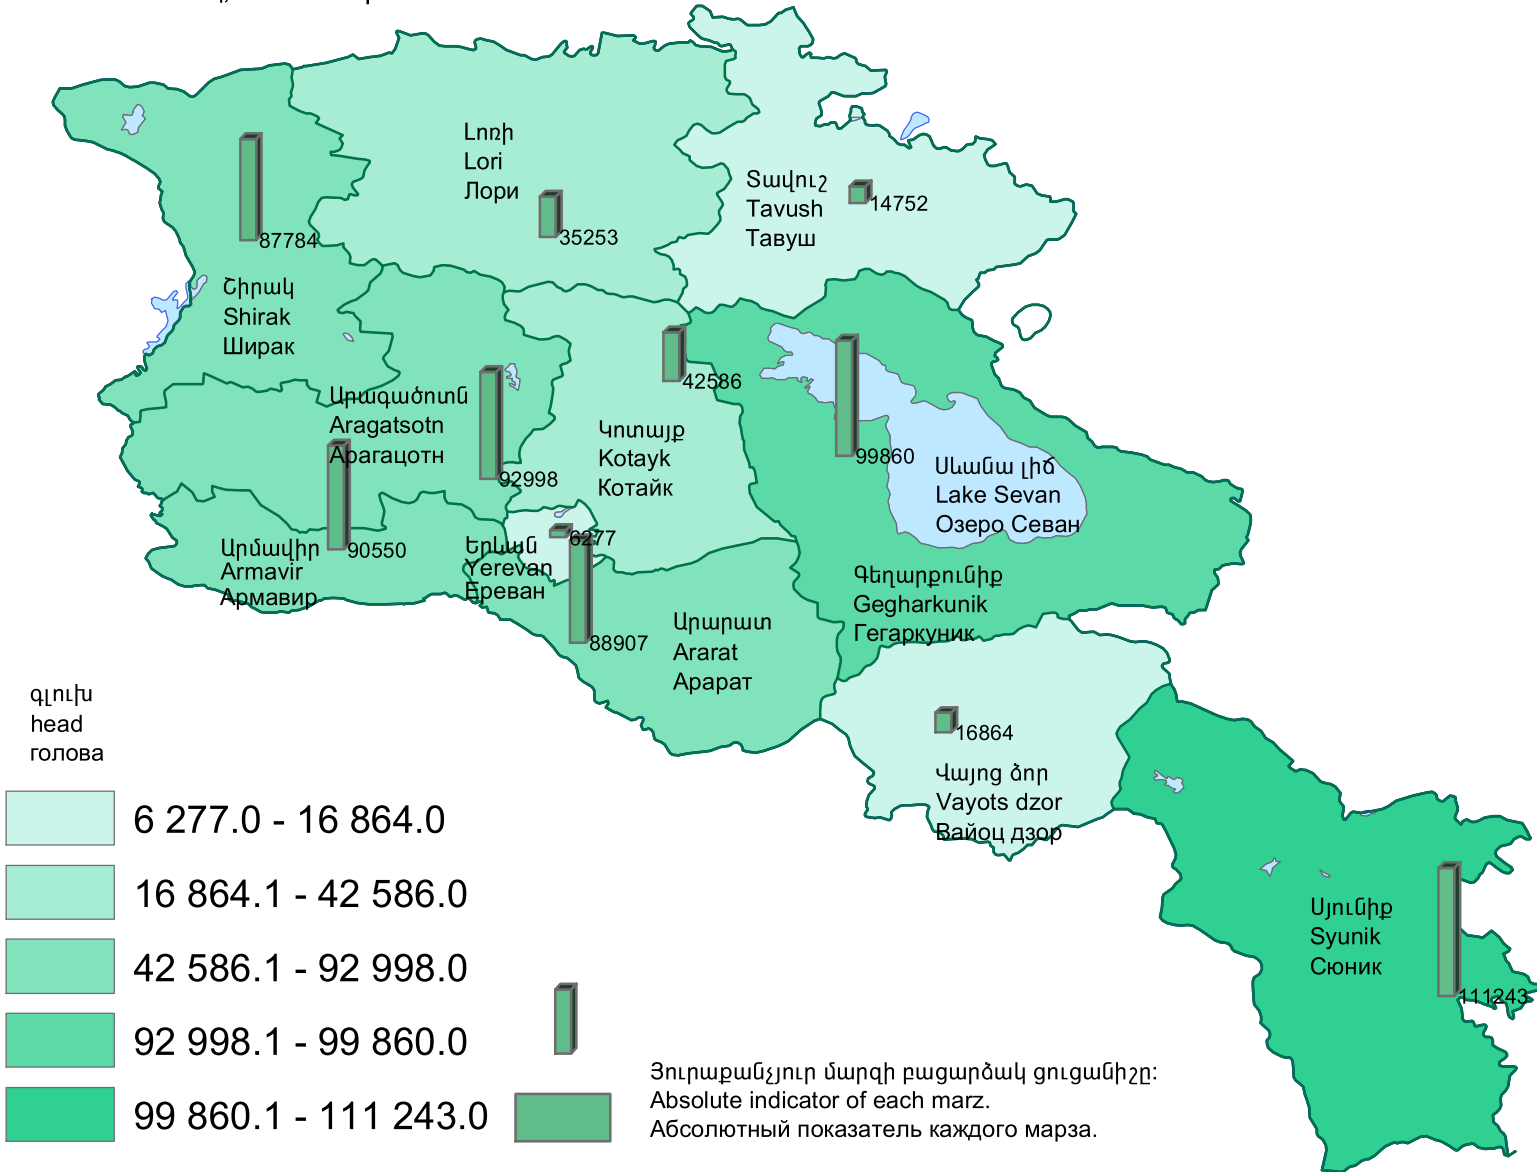 Լոռի
Lori
Лори
35253
Տավուշ
Tavush
Тавуш
14752
87784
Շիրակ
Shirak
Ширак
Արագածոտն
Aragatsotn
Арагацотн
92998
42586
Կոտայք
Kotayk
Котайк
99860
Սևանա լիճ
Lake Sevan
Озеро Севан
90550
Արմավիր
Armavir
Армавир
6277
Երևան
Yerevan
Ереван
88907
Արարատ
Ararat
Арарат
Գեղարքունիք
Gegharkunik
Гегаркуник
16864
Վայոց ձոր
Vayots dzor
Вайоц дзор
Սյունիք
Syunik
Сюник
111243
գլուխ
head
голова
6 277.0 - 16 864.0
16 864.1 - 42 586.0
42 586.1 - 92 998.0
92 998.1 - 99 860.0
99 860.1 - 111 243.0
Յուրաքանչյուր մարզի բացարձակ ցուցանիշը:
Absolute indicator of each marz.
Абсолютный показатель каждого марза.